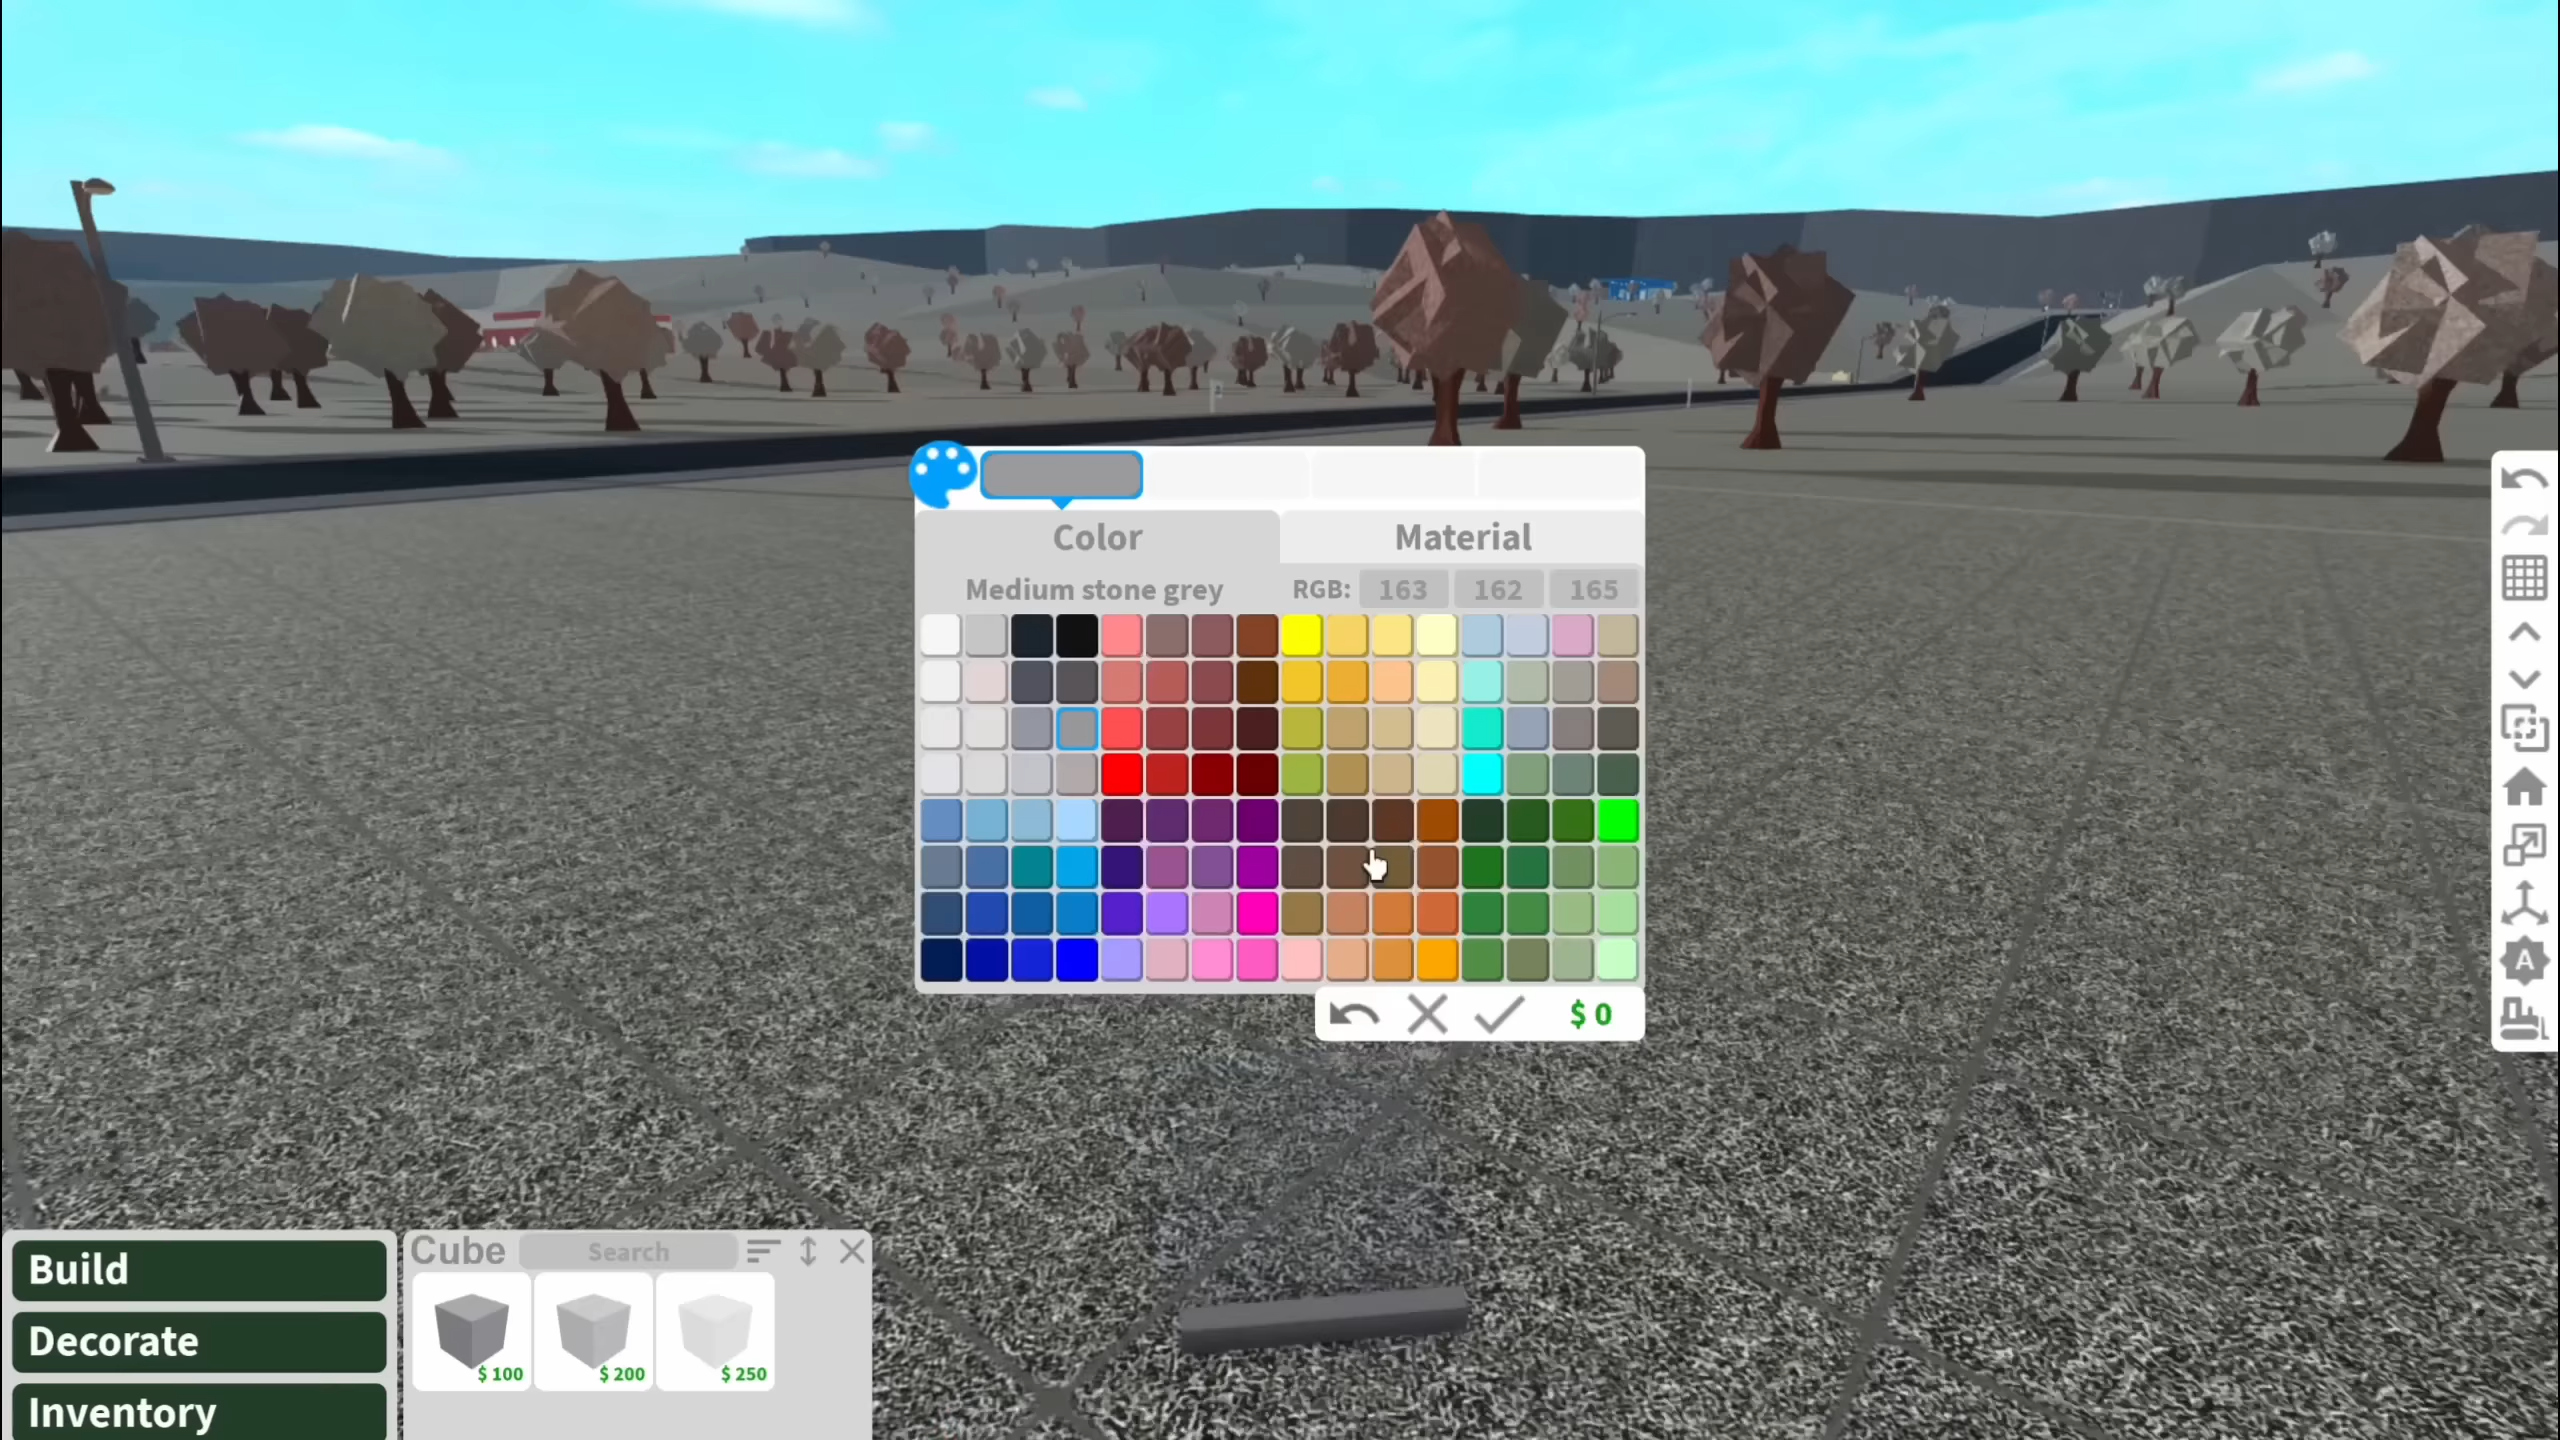 Color
Material
Medium stone grey
RGB: 163 162 165
$ 0
A
Build
Decorate
Inventory
Cube
Search
$ 100
$ 200
$ 250